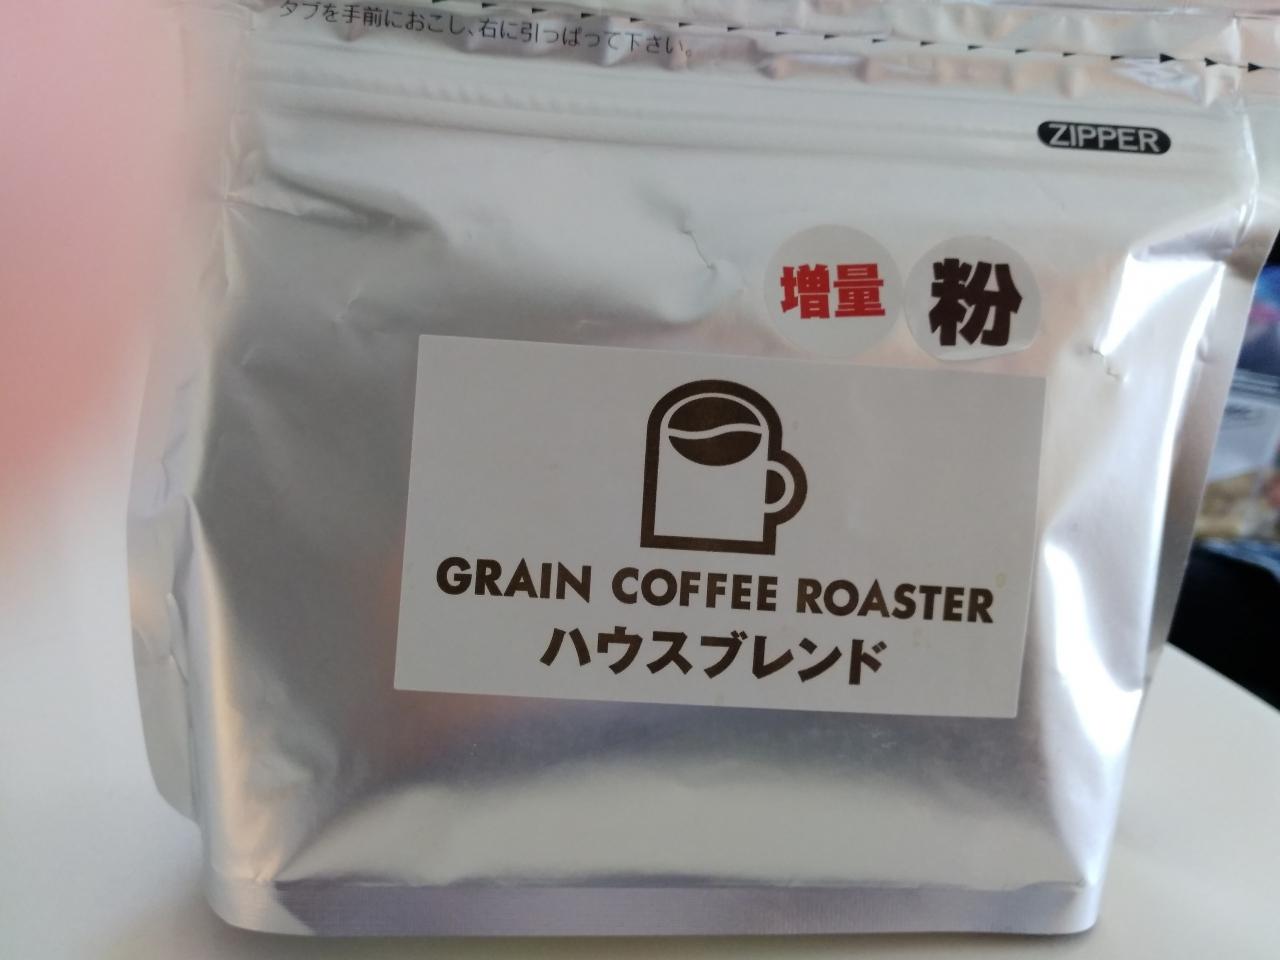 タブを手前におこし、右に引っぱって下さい。
ZIPPER
増量
粉
GRAIN COFFEE ROASTER
ハウスブレンド